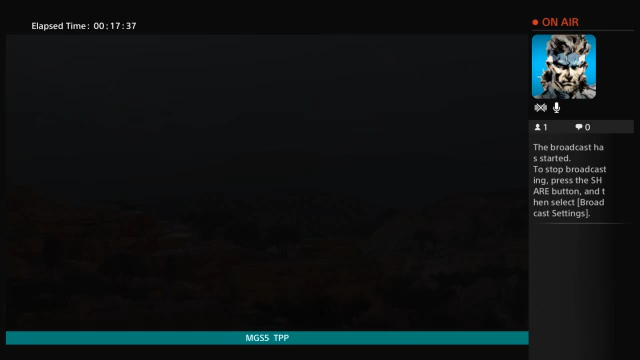 Elapsed Time: 00:17:37
ON AIR
1
0
The broadcast ha
s started.
To stop broadcast
ing, press the SH
ARE button, and t
hen select [Broad
cast Settings].
MGS5 TPP